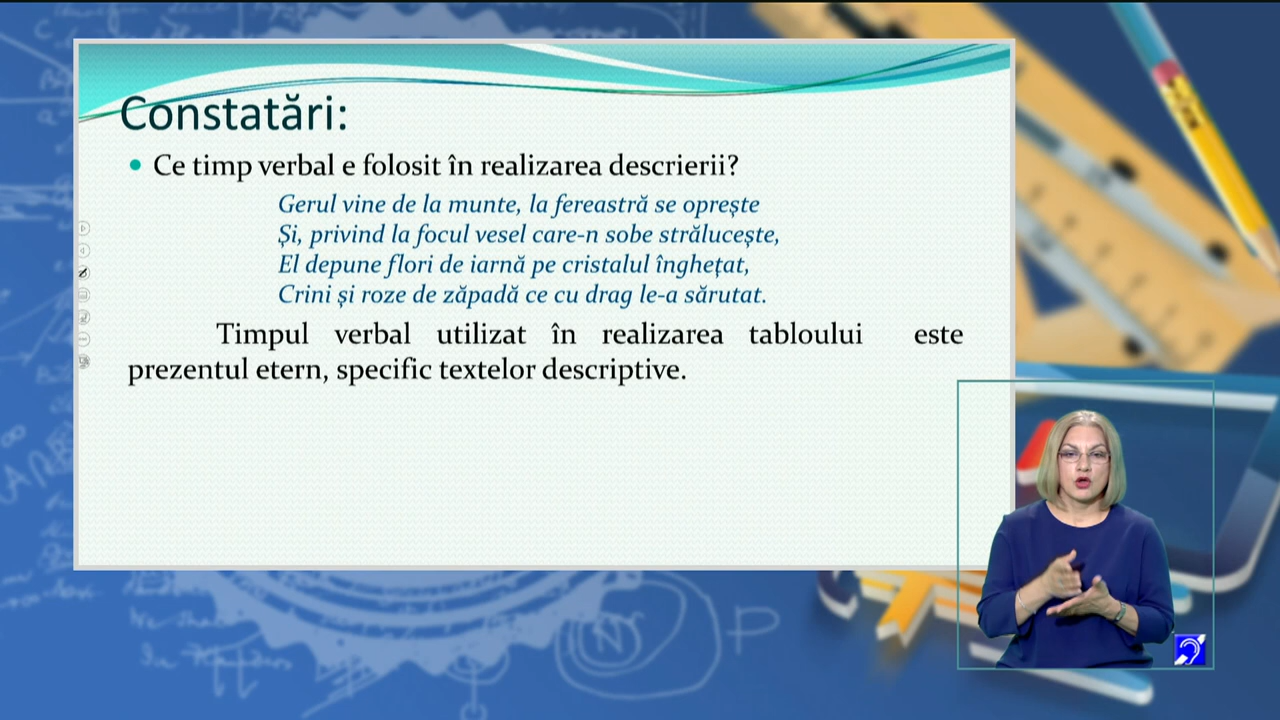 Constatări:
Ce timp verbal e folosit în realizarea descrierii?
Gerul vine de la munte, la fereastră se oprește
Și, privind la focul vesel care-n sobe strălucește,
El depune flori de iarnă pe cristalul înghețat,
Crini și roze de zăpadă ce cu drag le-a sărutat.
Timpul verbal utilizat în realizarea tabloului este
prezentul etern, specific textelor descriptive.
N
P